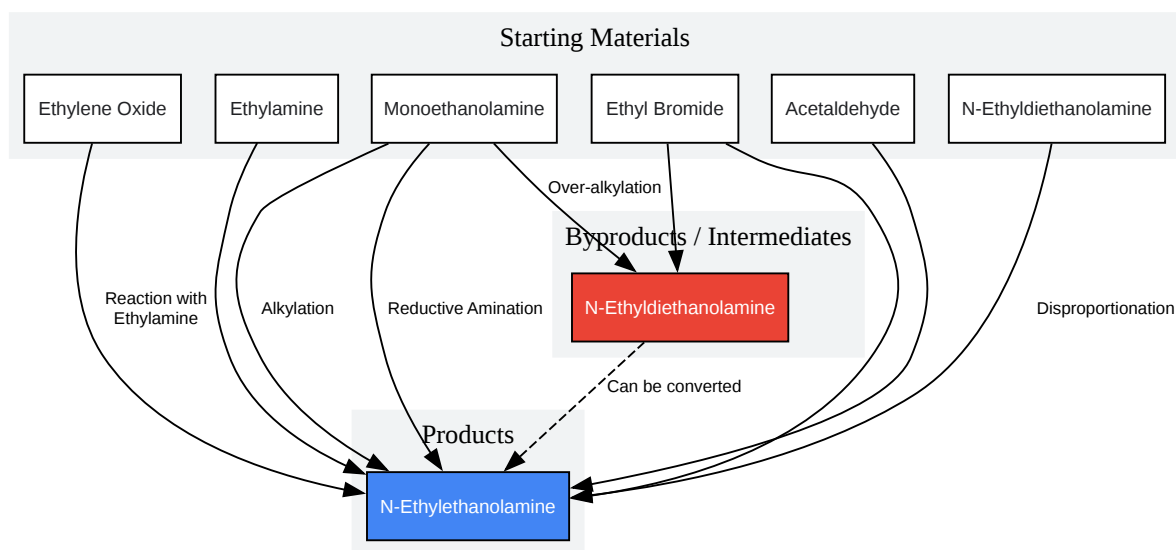 Starting Materials
Ethylene Oxide
Ethylamine
Monoethanolamine
Ethyl Bromide
Acetaldehyde
N-Ethyldiethanolamine
Over-alkylation
Byproducts / Intermediates
N-Ethyldiethanolamine
Reaction with
Ethylamine
Alkylation
Reductive Amination
Disproportionation
Can be converted
Products
N-Ethylethanolamine